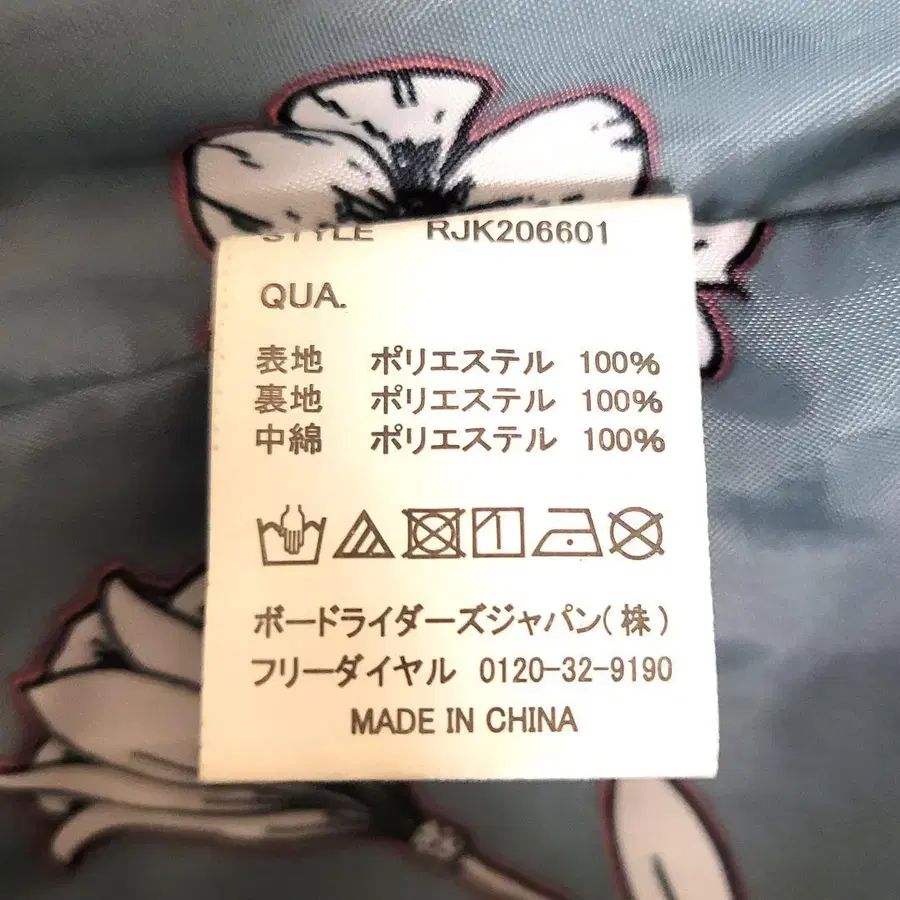 STYLE RJK206601
QUA.
表地 ポリエステル 100%
裏地 ポリエステル 100%
中綿 ポリエステル 100%
ボードライダーズジャパン(株)
フリーダイヤル 0120-32-9190
MADE IN CHINA